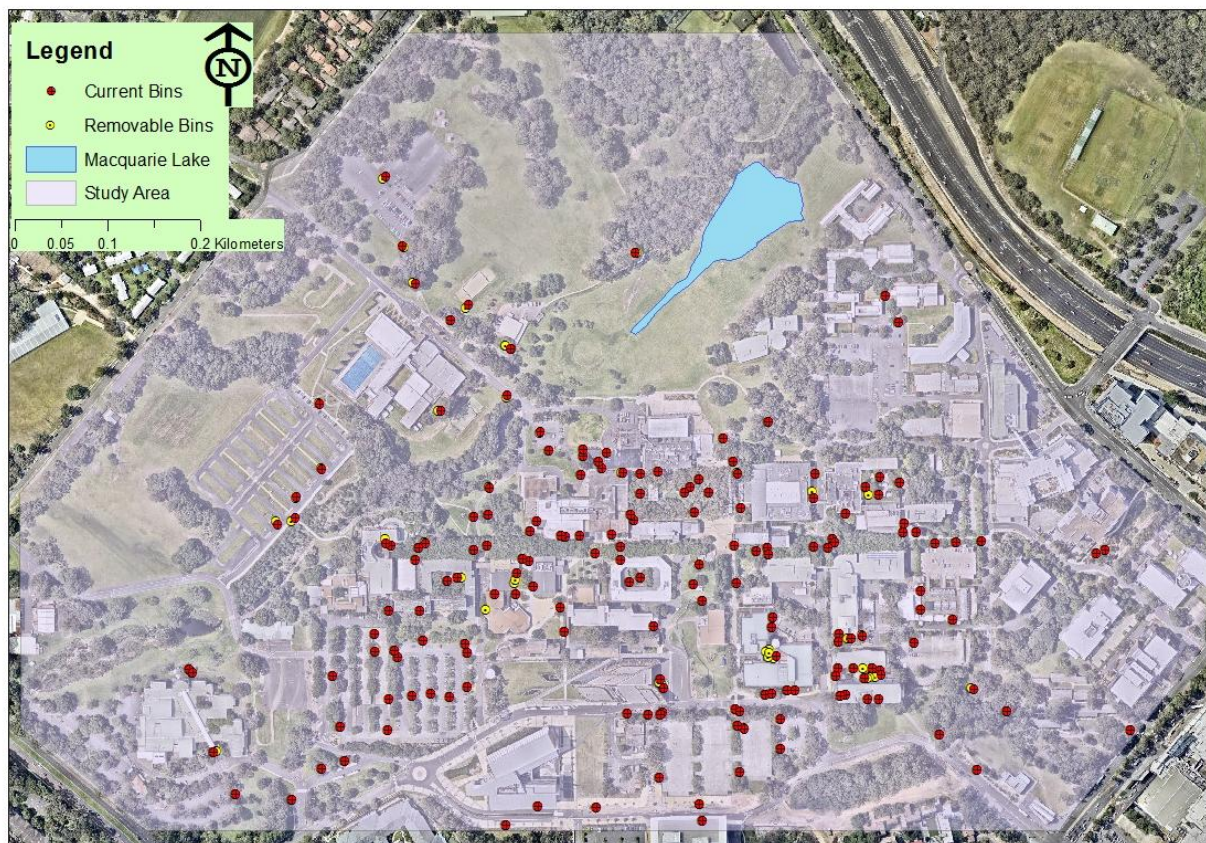 Legend
N
Current Bins
Removable Bins
Macquarie Lake
Study Area
0 0.05 0.1 0.2 Kilometers